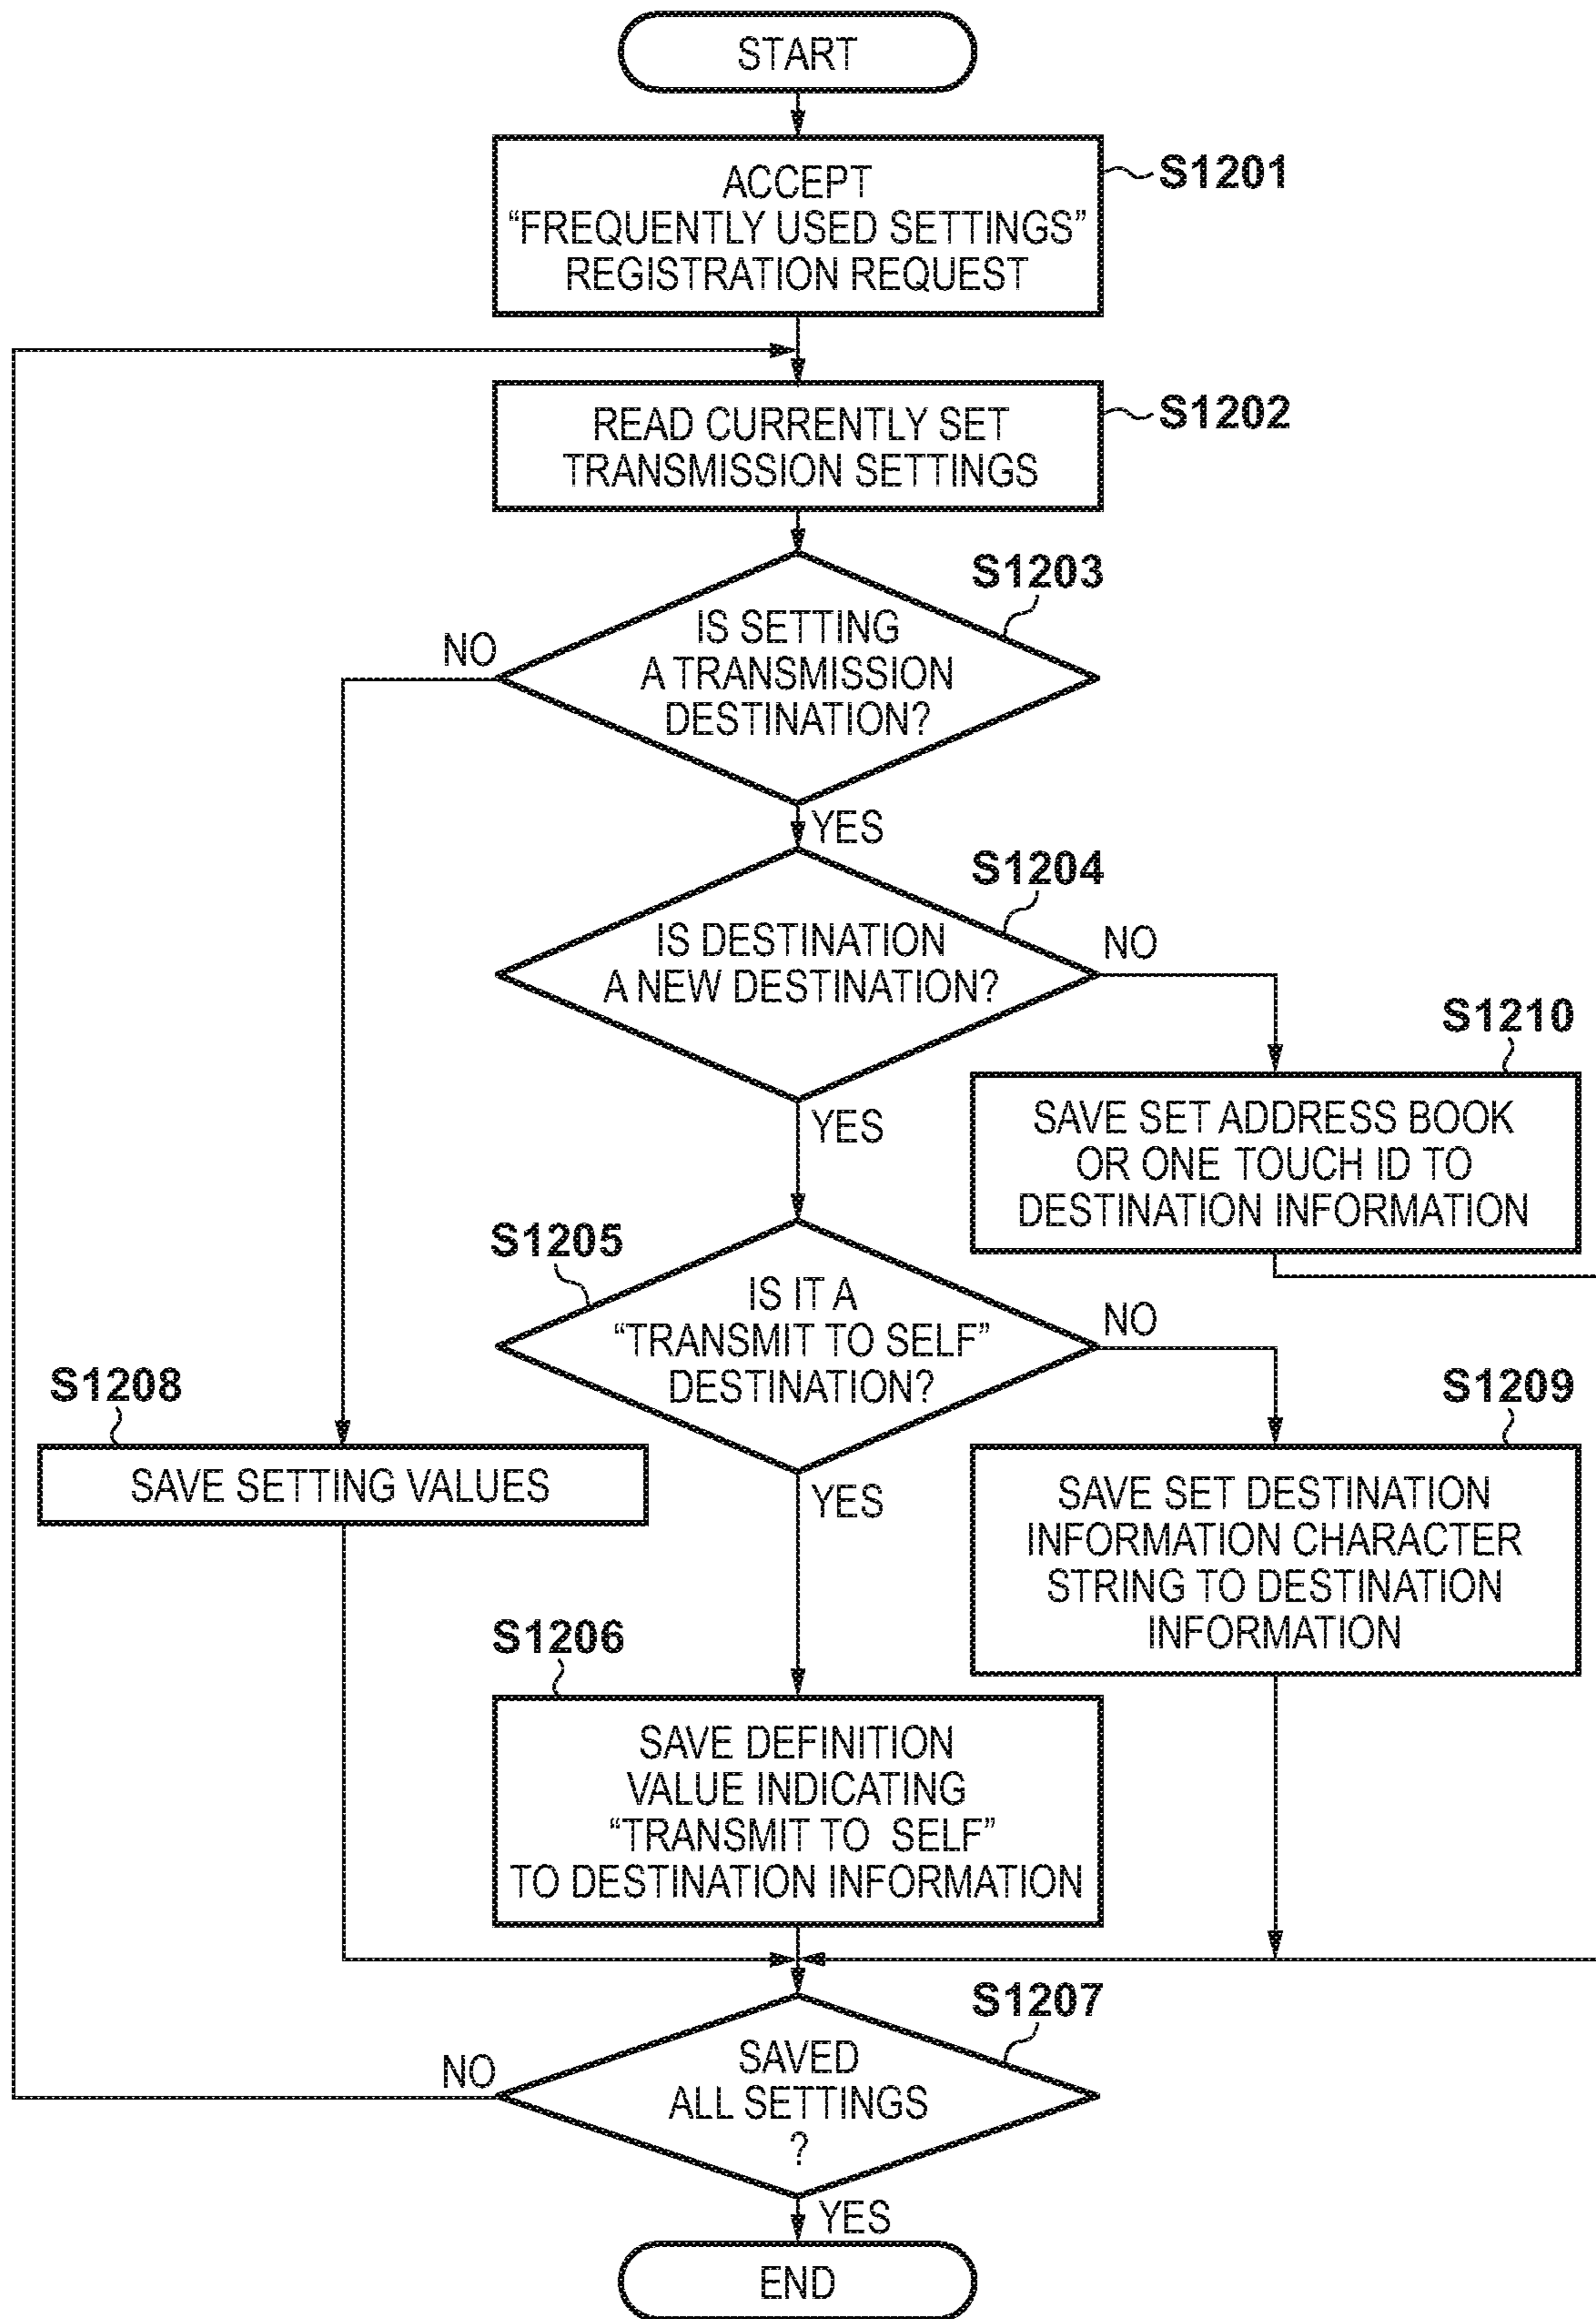 START
ACCEPT
“FREQUENTLY USED SETTINGS”
REGISTRATION REQUEST
S1201
READ CURRENTLY SET
TRANSMISSION SETTINGS
S1202
S1203
IS SETTING
A TRANSMISSION
DESTINATION?
NO
YES
S1204
IS DESTINATION
A NEW DESTINATION?
NO
YES
S1210
SAVE SET ADDRESS BOOK
OR ONE TOUCH ID TO
DESTINATION INFORMATION
S1205
IS IT A
“TRANSMIT TO SELF”
DESTINATION?
NO
YES
S1208
SAVE SETTING VALUES
S1209
SAVE SET DESTINATION
INFORMATION CHARACTER
STRING TO DESTINATION
INFORMATION
S1206
SAVE DEFINITION
VALUE INDICATING
“TRANSMIT TO SELF”
TO DESTINATION INFORMATION
S1207
SAVED
ALL SETTINGS
?
NO
YES
END